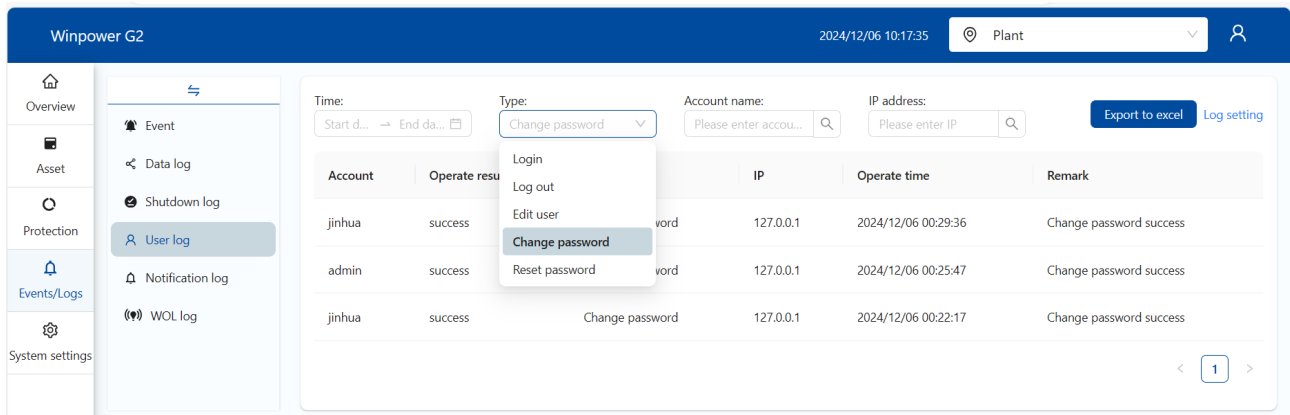 Winpower G2
2024/12/06 10:17:35
Plant
Overview
Asset
Protection
Events/Logs
System settings
Event
Data log
Shutdown log
User log
Notification log
WOL log
Time:
Start d... End da...
Type:
Change password
Account name:
Please enter accou...
IP address:
Please enter IP
Export to excel
Log setting
Login
Log out
Edit user
Change password
Reset password
Account Operate resu IP Operate time Remark
jinhua success word 127.0.0.1 2024/12/06 00:29:36 Change password success
admin success word 127.0.0.1 2024/12/06 00:25:47 Change password success
jinhua success Change password 127.0.0.1 2024/12/06 00:22:17 Change password success
< 1 >